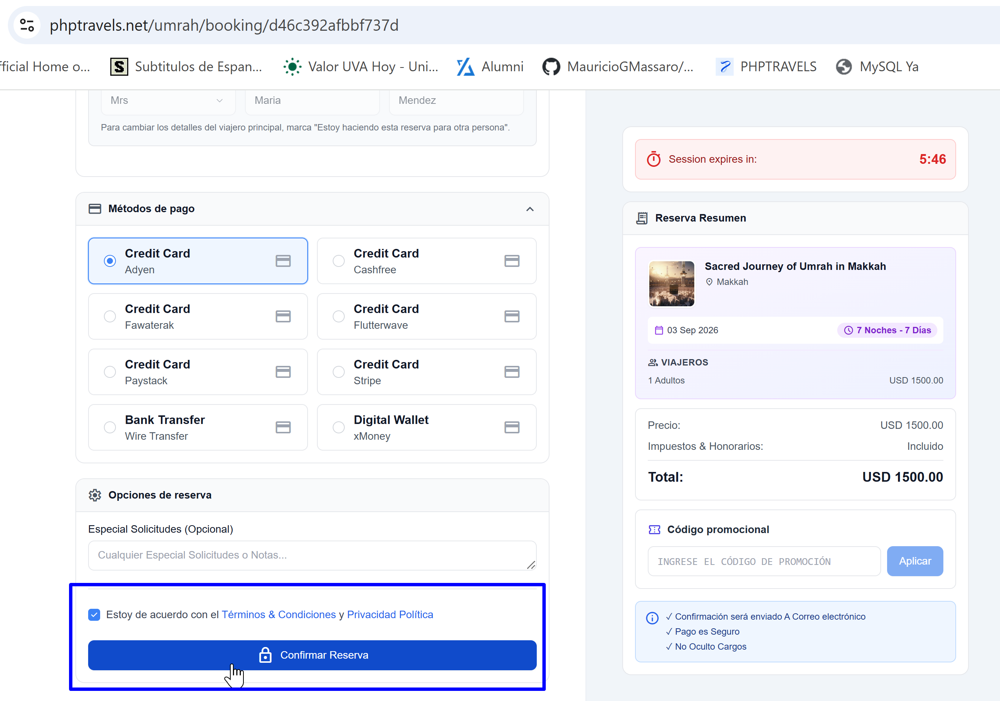 phptravels.net/umrah/booking/d46c392afbbf737d
fficial Home o... Subtitulos de Espan... Valor UVA Hoy - Uni... Alumni MauricioGMassaro/... PHPTRAVELS MySQL Ya
Mrs Maria Mendez
Para cambiar los detalles del viajero principal, marca "Estoy haciendo esta reserva para otra persona".
Métodos de pago
Credit Card
Adyen
Credit Card
Cashfree
Credit Card
Fawaterak
Credit Card
Flutterwave
Credit Card
Paystack
Credit Card
Stripe
Bank Transfer
Wire Transfer
Digital Wallet
xMoney
Opciones de reserva
Especial Solicitudes (Opcional)
Cualquier Especial Solicitudes o Notas...
Estoy de acuerdo con el Términos & Condiciones y Privacidad Política
Confirmar Reserva
Session expires in: 5:46
Reserva Resumen
Sacred Journey of Umrah in Makkah
Makkah
03 Sep 2026 7 Noches - 7 Días
VIAJEROS
1 Adultos USD 1500.00
Precio: USD 1500.00
Impuestos & Honorarios: Incluido
Total: USD 1500.00
Código promocional
INGRESE EL CÓDIGO DE PROMOCIÓN Aplicar
✓ Confirmación será enviado A Correo electrónico
✓ Pago es Seguro
✓ No Oculto Cargos